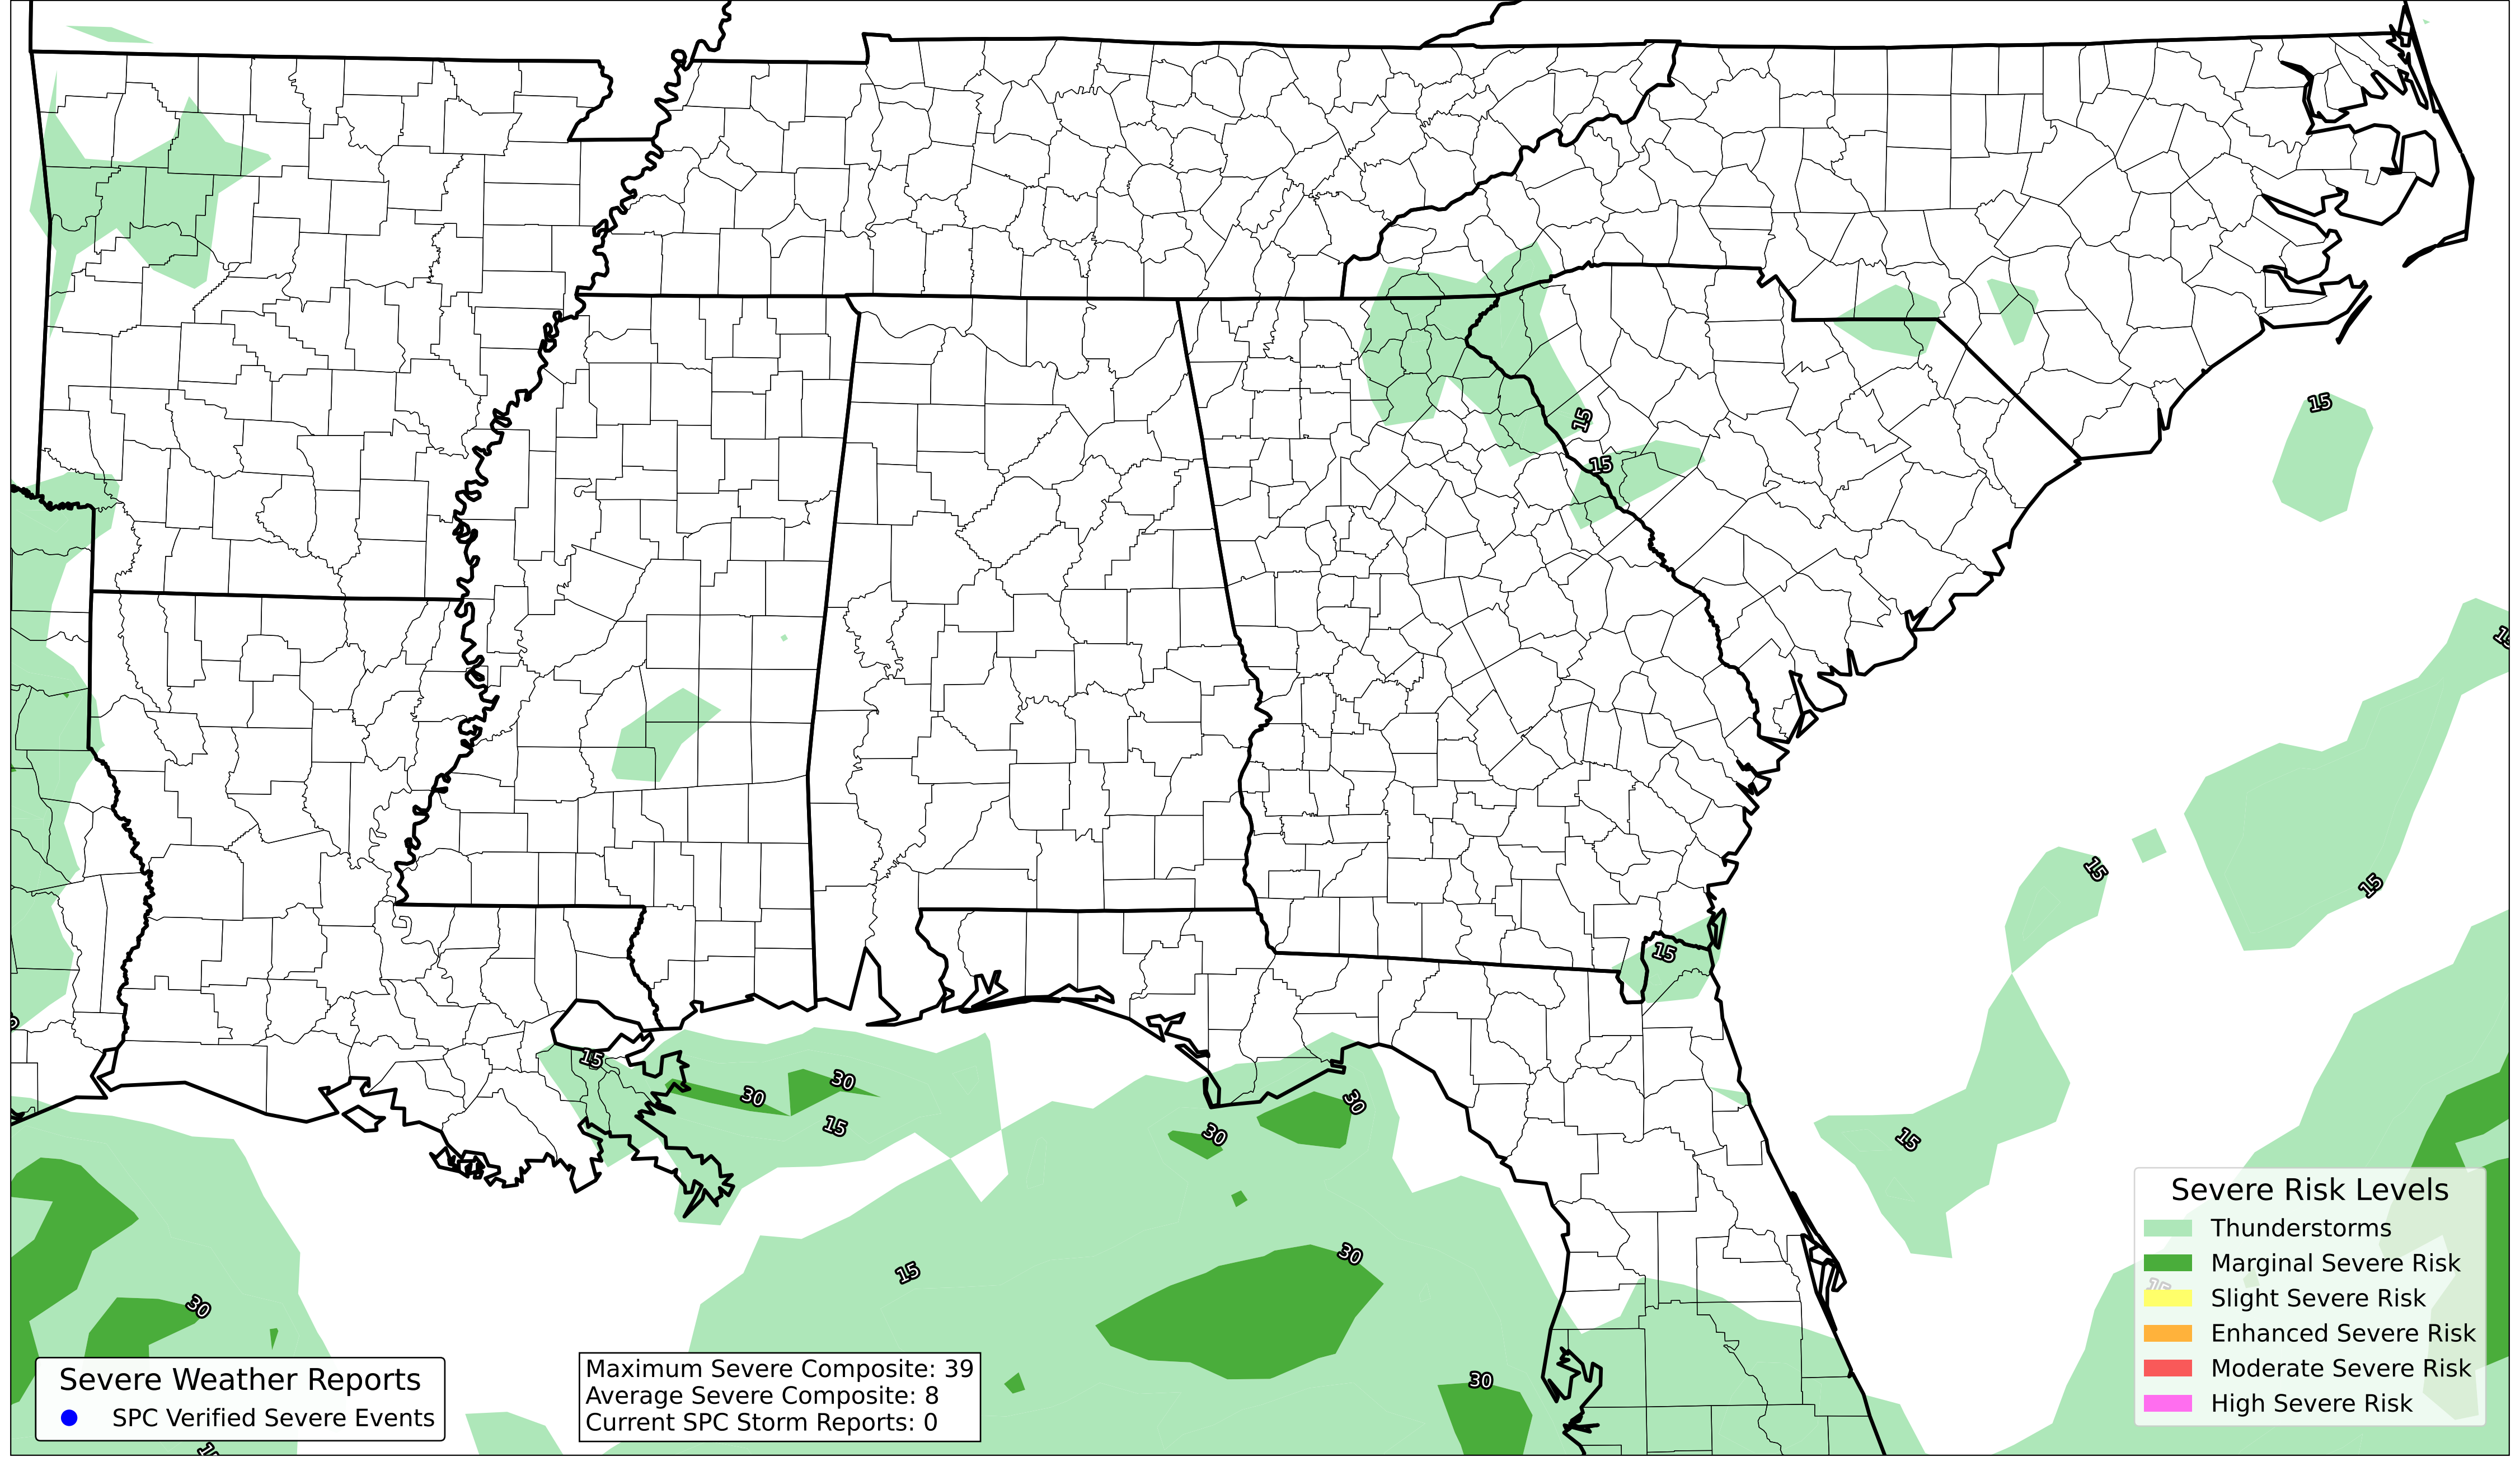 15
15
15
15
15
15
15
15
30
30
15
30
30
15
30
15
30
30
Severe Risk Levels
Thunderstorms
Marginal Severe Risk
Slight Severe Risk
Enhanced Severe Risk
Moderate Severe Risk
High Severe Risk
15
Severe Weather Reports
SPC Verified Severe Events
Maximum Severe Composite: 39
Average Severe Composite: 8
Current SPC Storm Reports: 0